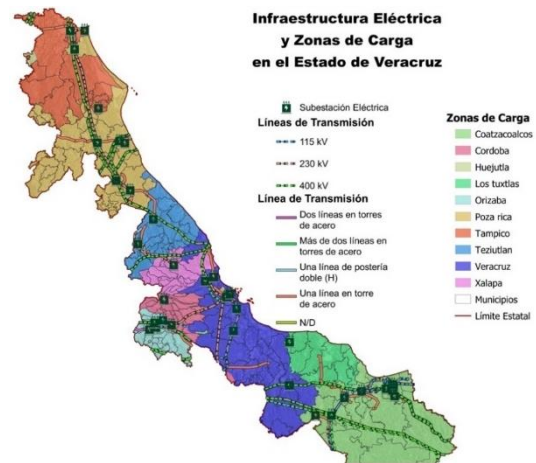 Infraestructura Eléctrica
y Zonas de Carga
en el Estado de Veracruz
Subestación Eléctrica
Líneas de Transmisión
115 kV
230 kV
400 kV
Línea de Transmisión
Dos líneas en torres
de acero
Más de dos líneas en
torres de acero
Una línea de postería
doble (H)
Una línea en torre
de acero
N/D
Zonas de Carga
Coatzacoalcos
Cordoba
Huejutla
Los tuxtlas
Orizaba
Poza rica
Tampico
Teziutlan
Veracruz
Xalapa
Municipios
Límite Estatal